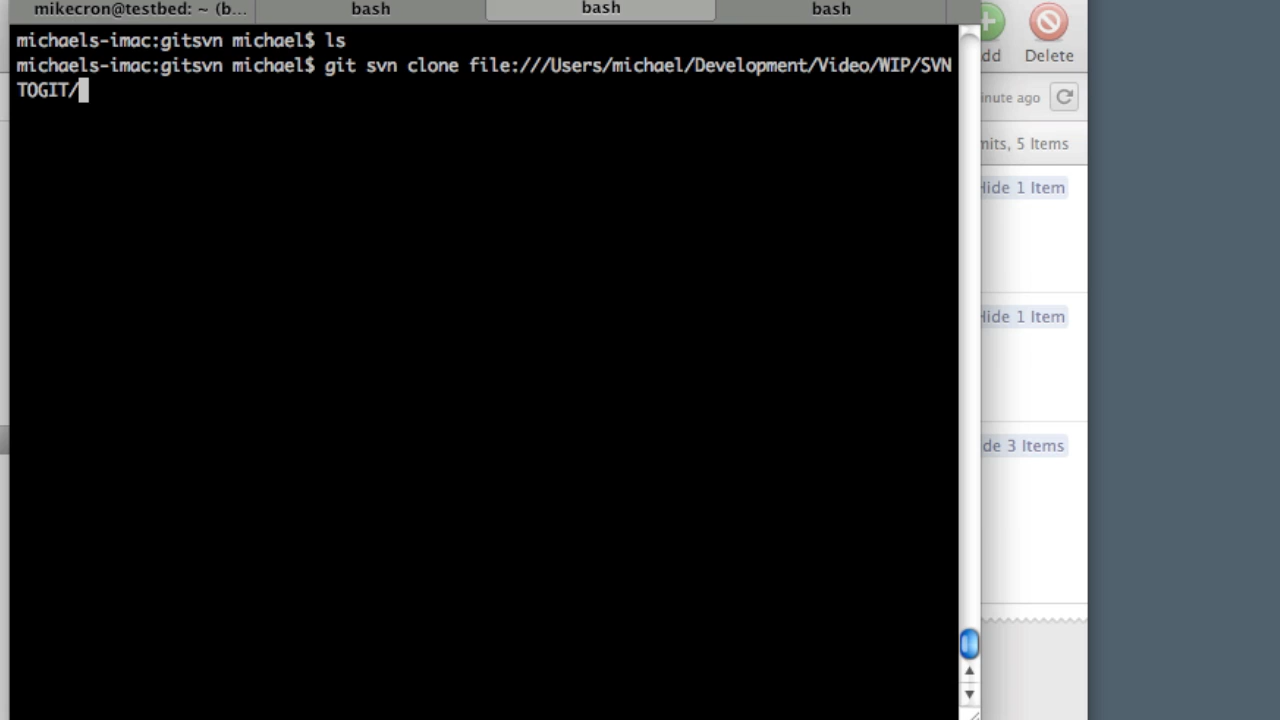 mikecron@testbed: ~ (b... bash bash bash
michaels-imac:gitsvn michael$ ls
michaels-imac:gitsvn michael$ git svn clone file:///Users/michael/Development/Video/WIP/SVN
TOGIT/
dd Delete
inute ago
mits, 5 Items
Hide 1 Item
Hide 1 Item
de 3 Items